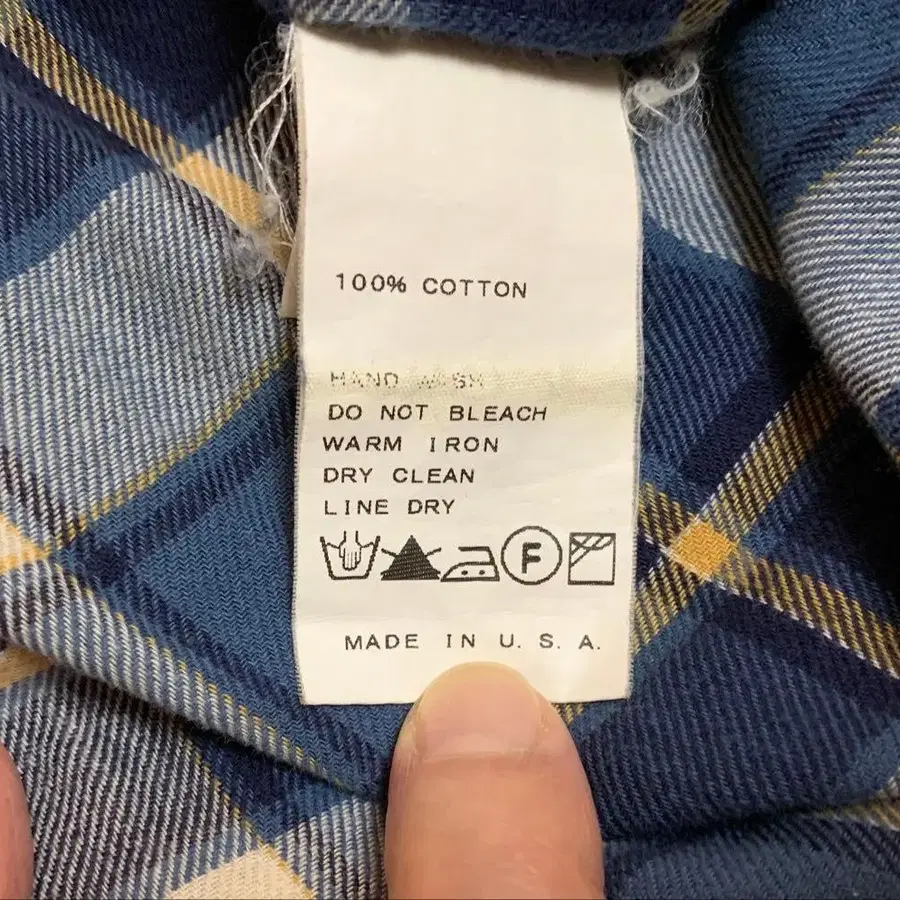 100% COTTON
HAND WASH
DO NOT BLEACH
WARM IRON
DRY CLEAN
LINE DRY
F
MADE IN U. S. A.